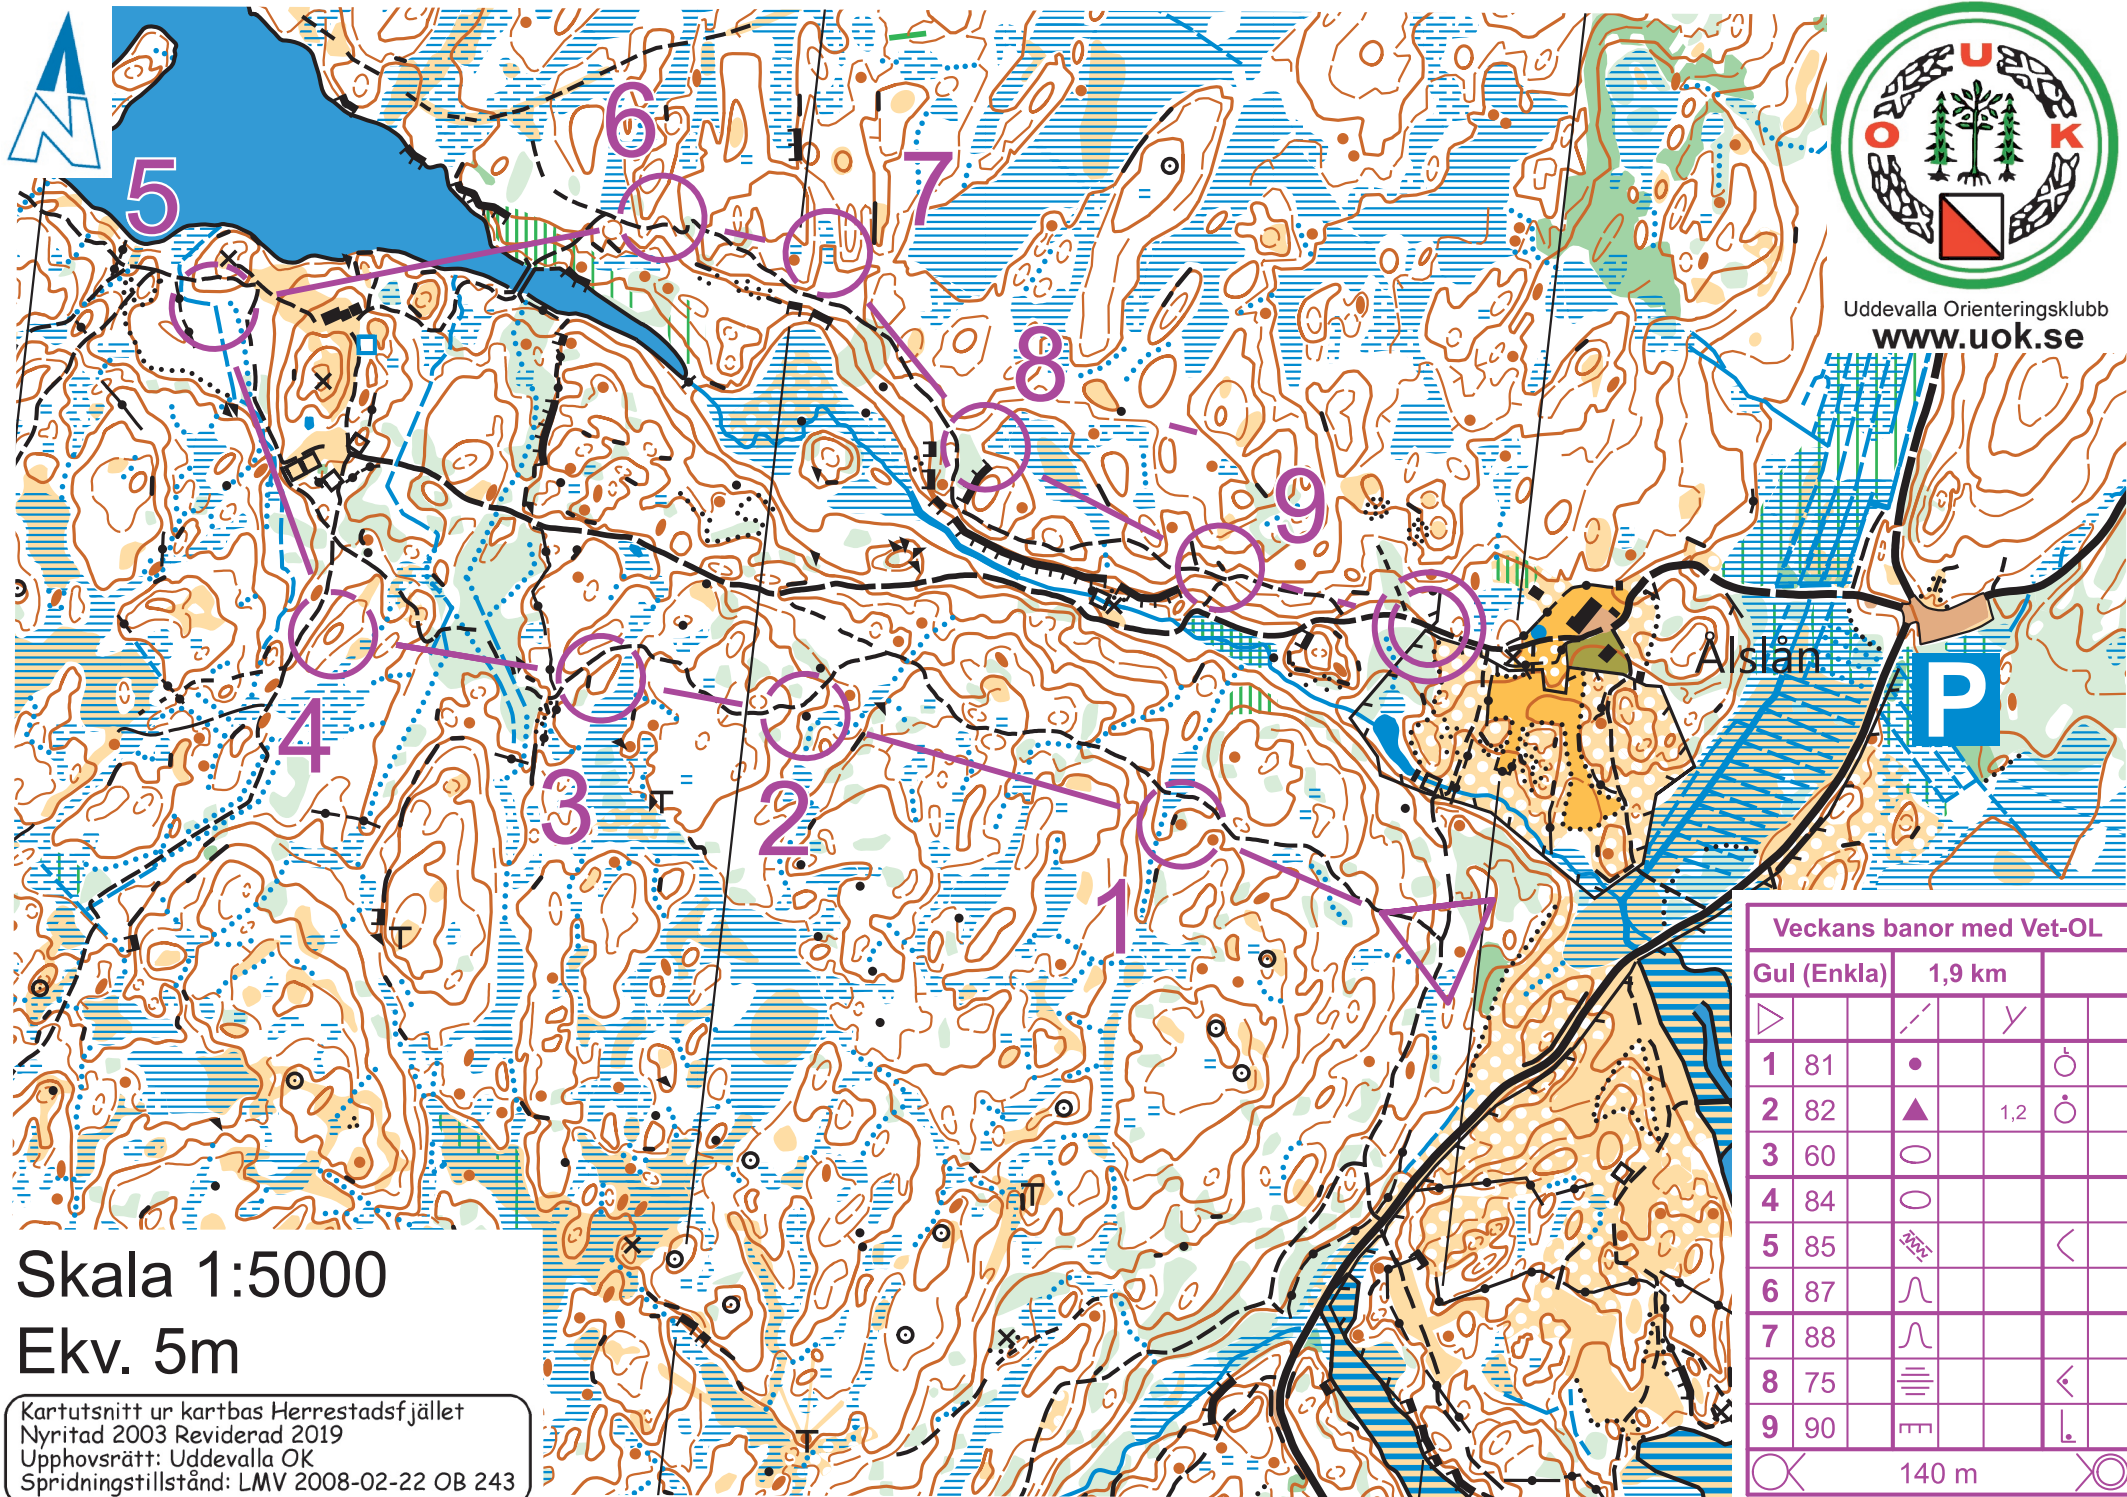 N
U
O
K
Uddevalla Orienteringsklubb
www.uok.se
5
6
7
8
9
4
3
2
1
Ålslån
P
Veckans banor med Vet-OL
Gul (Enkla) 1,9 km
1 81
2 82 1,2
3 60
4 84
5 85
6 87
7 88
8 75
9 90
140 m
Skala 1:5000
Ekv. 5m
Kartutsnitt ur kartbas Herrestadsfjället
Nyritad 2003 Reviderad 2019
Upphovsrätt: Uddevalla OK
Spridningstillstånd: LMV 2008-02-22 OB 243